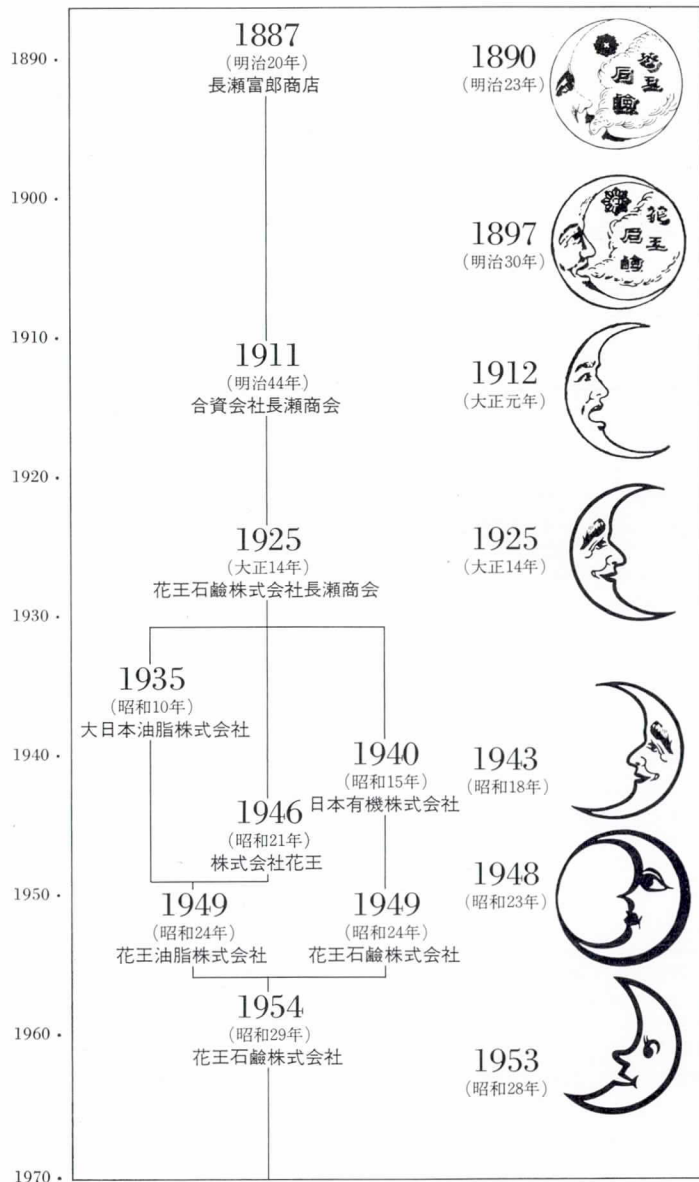 1890
1900
1910
1920
1930
1940
1950
1960
1970
1887
(明治20年)
長瀬富郎商店
1911
(明治44年)
合資会社長瀬商会
1925
(大正14年)
花王石鹼株式会社長瀬商会
1935
(昭和10年)
大日本油脂株式会社
1940
(昭和15年)
日本有機株式会社
1946
(昭和21年)
株式会社花王
1949
(昭和24年)
花王油脂株式会社
1949
(昭和24年)
花王石鹼株式会社
1954
(昭和29年)
花王石鹼株式会社
1890
(明治23年)
1897
(明治30年)
花王
石鹼
1912
(大正元年)
1925
(大正14年)
1943
(昭和18年)
1948
(昭和23年)
1953
(昭和28年)